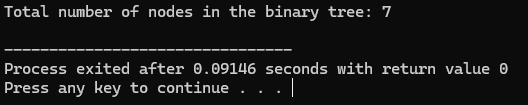 Total number of nodes in the binary tree: 7
--------------------------------
Process exited after 0.09146 seconds with return value 0
Press any key to continue . . .